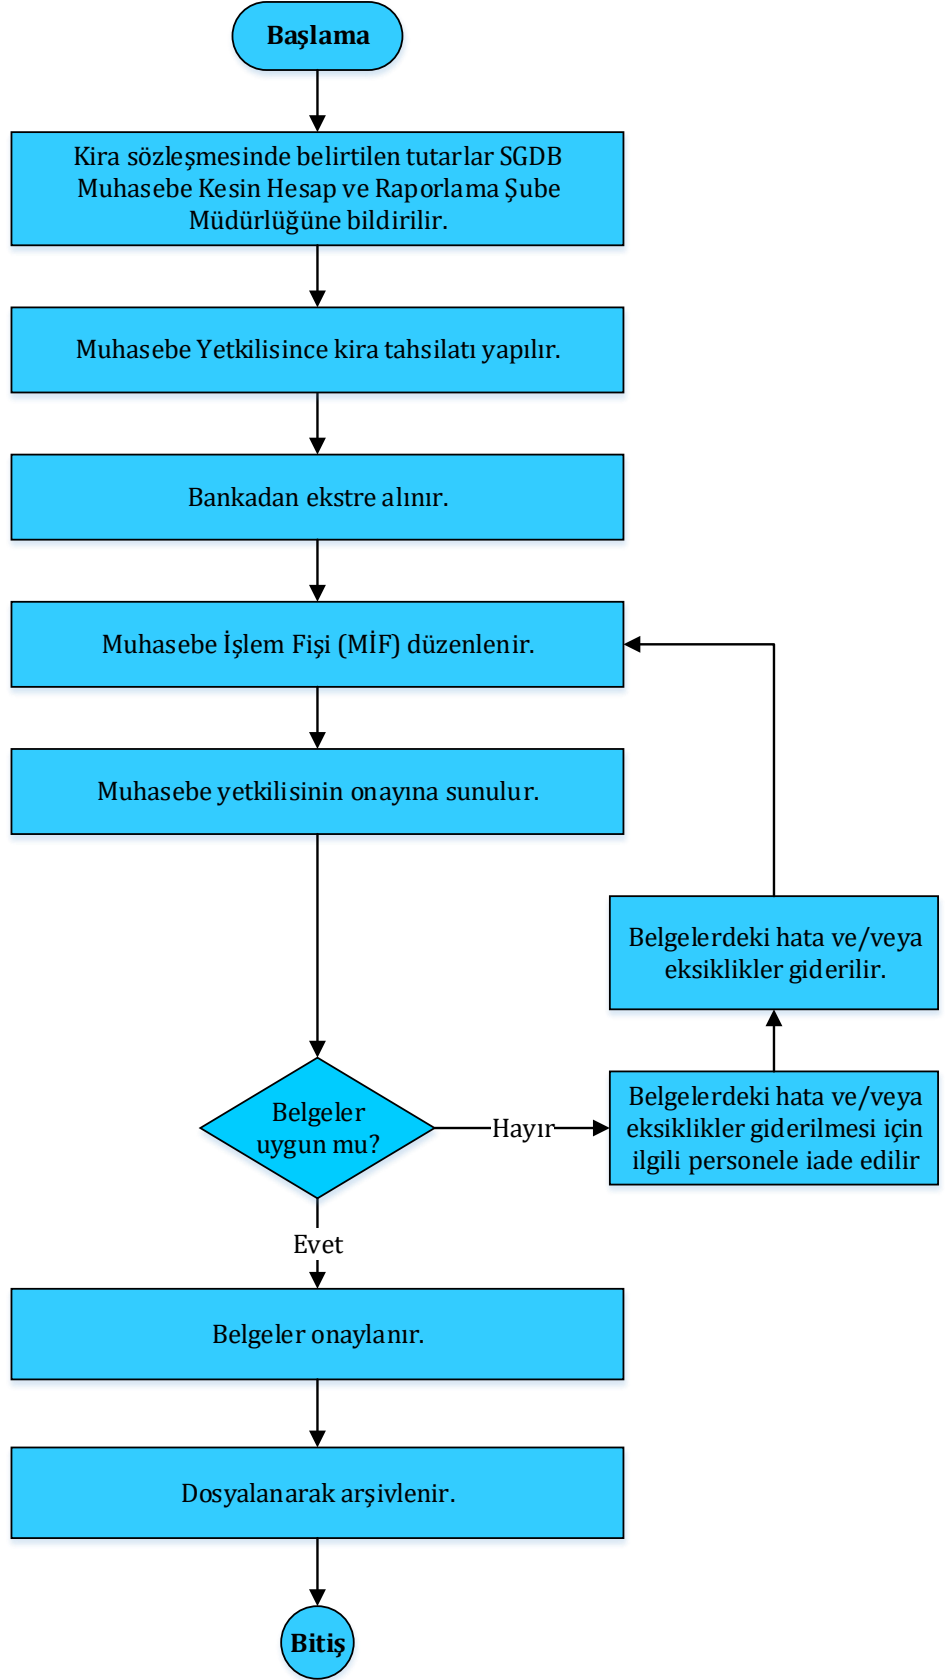 Başlama
Kira sözleşmesinde belirtilen tutarlar SGDB
Muhasebe Kesin Hesap ve Raporlama Şube
Müdürlüğüne bildirilir.
Muhasebe Yetkilisince kira tahsilatı yapılır.
Bankadan ekstre alınır.
Muhasebe İşlem Fişi (MİF) düzenlenir.
Muhasebe yetkilisinin onayına sunulur.
Belgelerdeki hata ve/veya
eksiklikler giderilir.
Belgeler
uygun mu?
Hayır
Belgelerdeki hata ve/veya
eksiklikler giderilmesi için
ilgili personele iade edilir
Evet
Belgeler onaylanır.
Dosyalanarak arşivlenir.
Bitiş